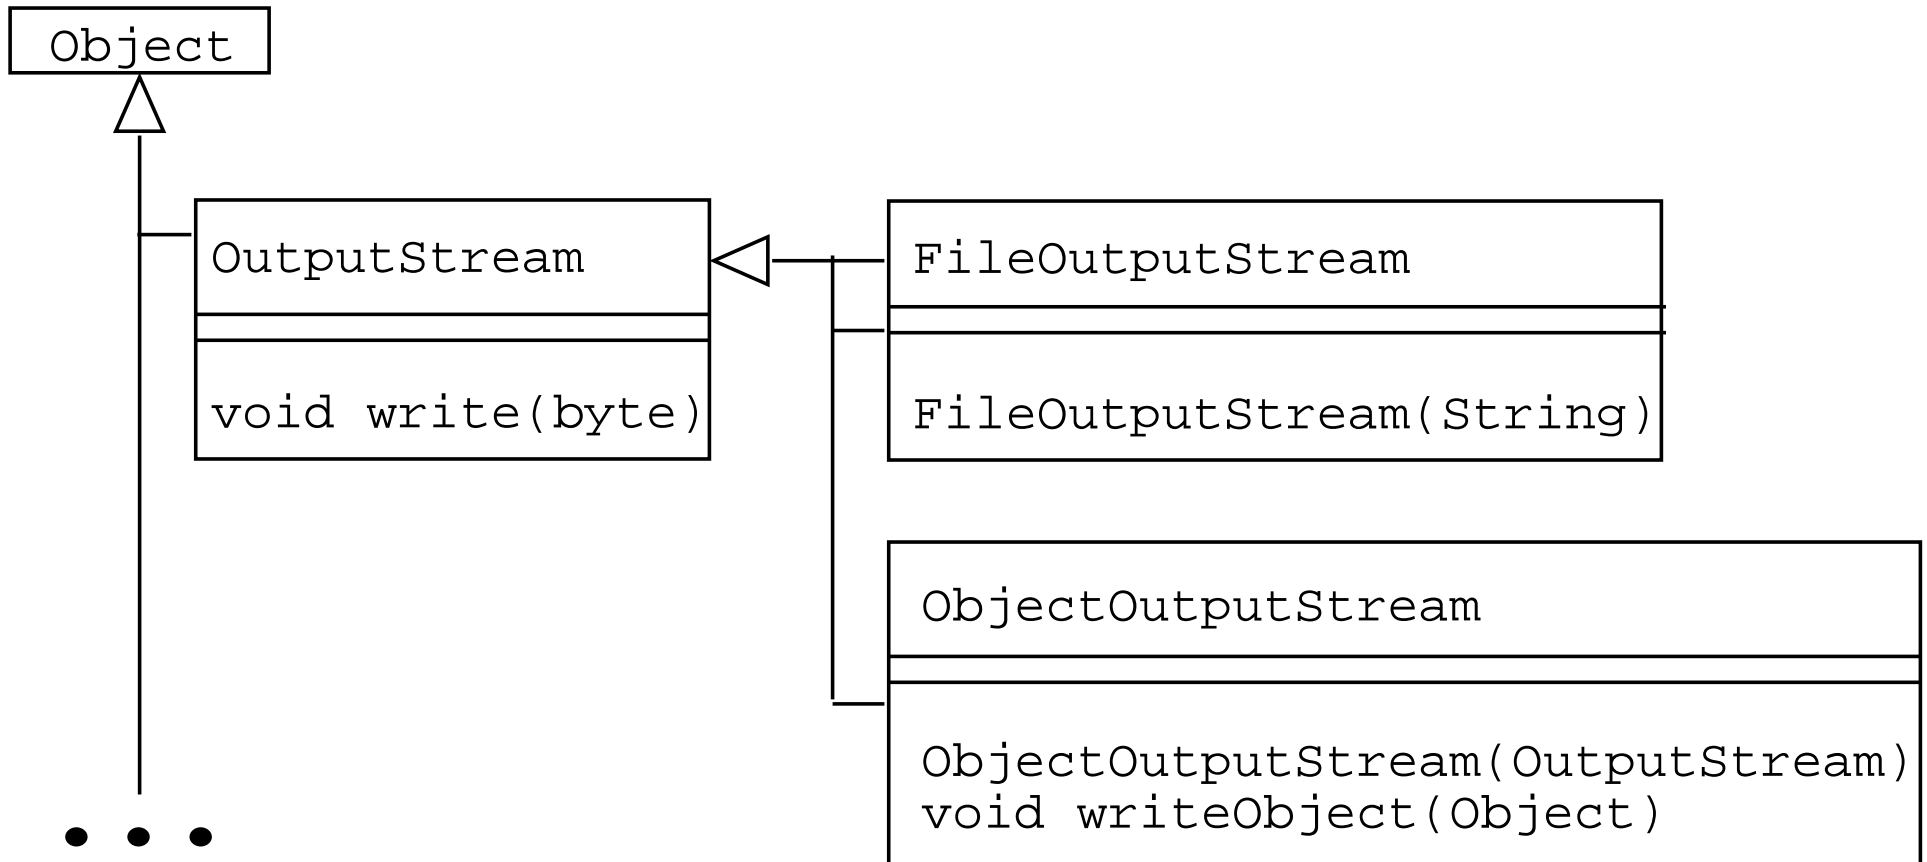 Object
OutputStream
void write(byte)
FileOutputStream
FileOutputStream(String)
ObjectOutputStream
ObjectOutputStream(OutputStream)
void writeObject(Object)